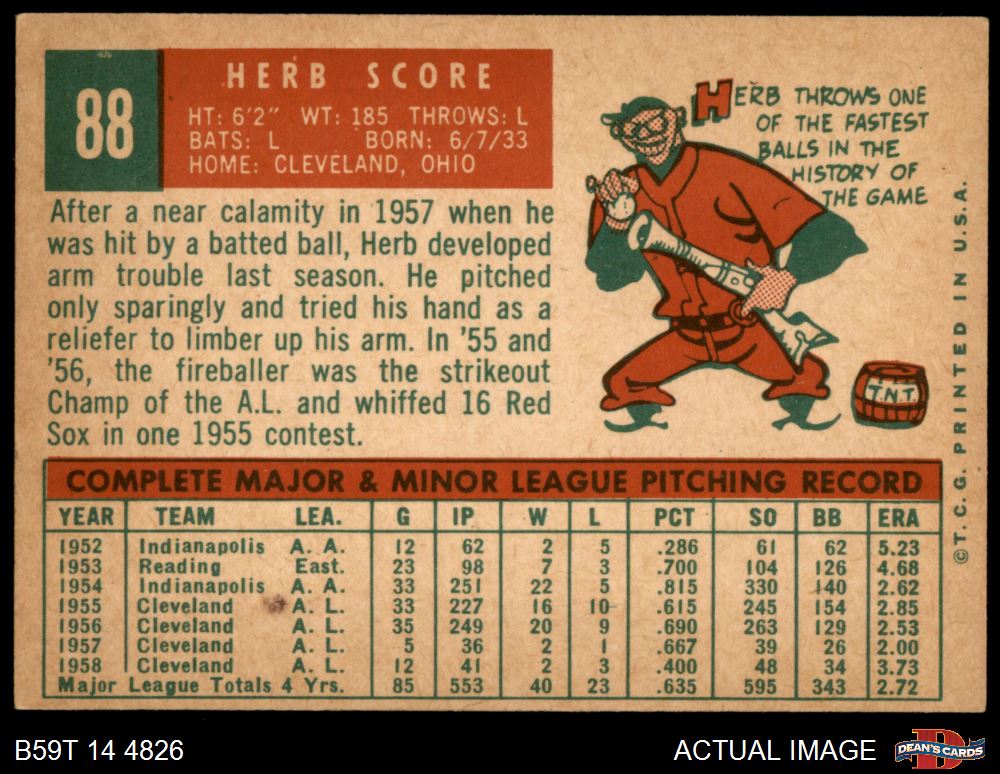 88
HERB SCORE
HT: 6'2" WT: 185 THROWS: L
BATS: L BORN: 6/7/33
HOME: CLEVELAND, OHIO
After a near calamity in 1957 when he
was hit by a batted ball, Herb developed
arm trouble last season. He pitched
only sparingly and tried his hand as a
reliefer to limber up his arm. In '55 and
'56, the fireballer was the strikeout
Champ of the A.L. and whiffed 16 Red
Sox in one 1955 contest.
HERB THROWS ONE
OF THE FASTEST
BALLS IN THE
HISTORY OF
THE GAME
T.N.T.
©T. C. G. PRINTED IN U.S.A.
COMPLETE MAJOR & MINOR LEAGUE PITCHING RECORD
YEAR TEAM LEA. G IP W L PCT SO BB ERA
1952 Indianapolis A. A. 12 62 2 5 .286 61 62 5.23
1953 Reading East. 23 98 7 3 .700 104 126 4.68
1954 Indianapolis A. A. 33 251 22 5 .815 330 140 2.62
1955 Cleveland A. L. 33 227 16 10 .615 245 154 2.85
1956 Cleveland A. L. 35 249 20 9 .690 263 129 2.53
1957 Cleveland A. L. 5 36 2 1 .667 39 26 2.00
1958 Cleveland A. L. 12 41 2 3 .400 48 34 3.73
Major League Totals 4 Yrs. 85 553 40 23 .635 595 343 2.72
B59T 14 4826
ACTUAL IMAGE
DEAN'S CARDS